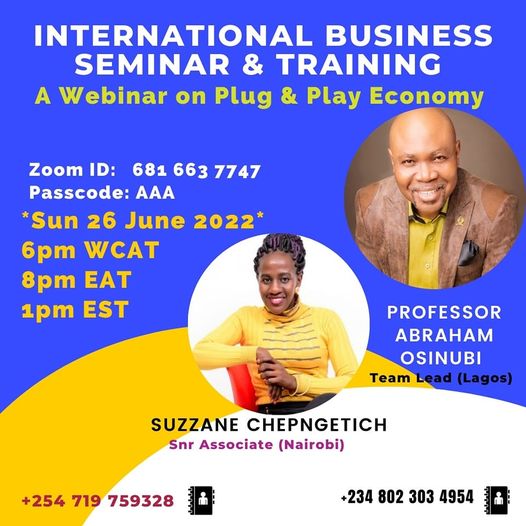 INTERNATIONAL BUSINESS
SEMINAR & TRAINING
A Webinar on Plug & Play Economy
Zoom ID: 681 663 7747
Passcode: AAA
*Sun 26 June 2022*
6pm WCAT
8pm EAT
1pm EST
PROFESSOR
ABRAHAM
OSINUBI
Team Lead (Lagos)
SUZZANE CHEPNGETICH
Snr Associate (Nairobi)
+254 719 759328
+234 802 303 4954